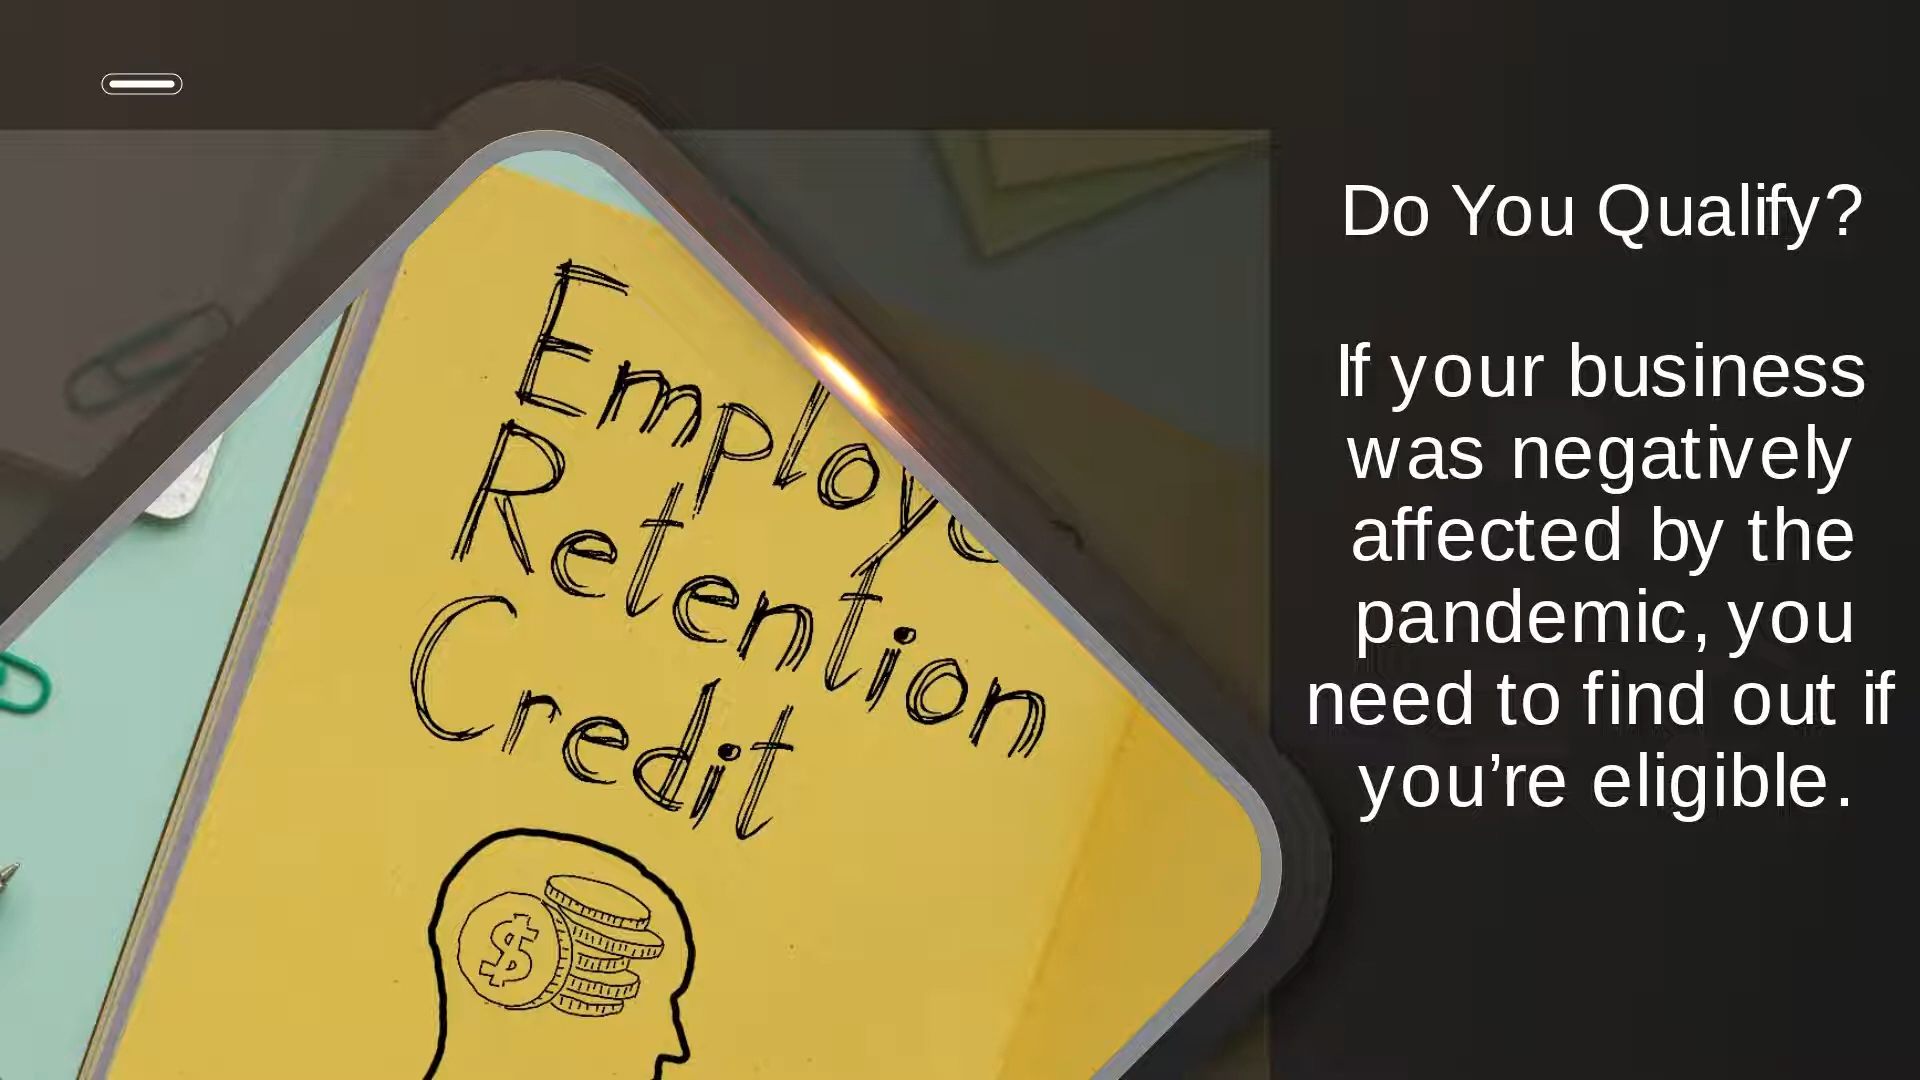 Do You Qualify?
If your business
was negatively
affected by the
pandemic, you
need to find out if
you’re eligible.
Employe
Retention
Credit
$